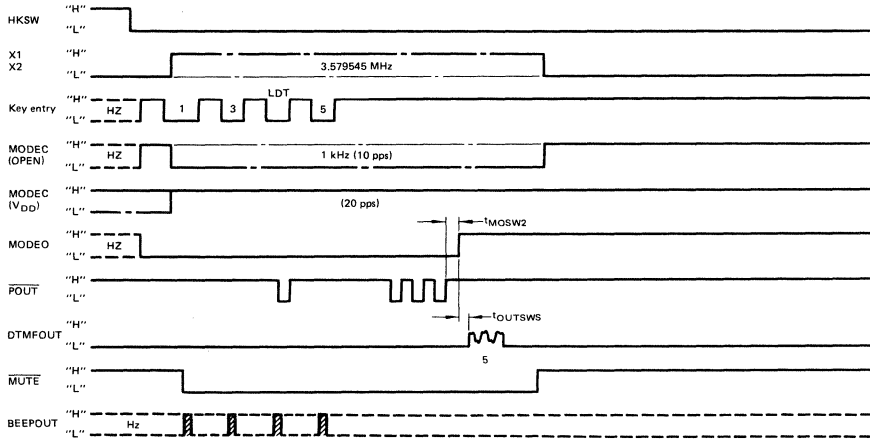 HKSW "H"
"L"
X1 "H"
X2 "L" 3.579545 MHz
LDT
Key entry "H" "L" HZ 1 3 5
MODEC (OPEN) "H" "L" HZ 1 kHz (10 pps)
MODEC (VDD) "H" "L" (20 pps)
tMOSW2
MODEO "H" "L" HZ
POUT "H" "L"
tOUTSWS
DTMFOUT "H" "L"
5
MUTE "H" "L"
BEEPOUT "H" "L" Hz